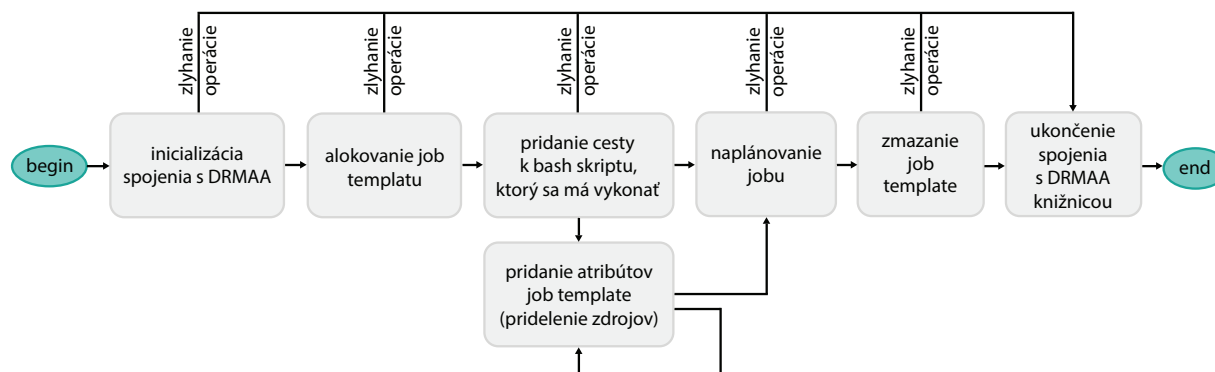 zlyhanie
operácie
zlyhanie
operácie
zlyhanie
operácie
zlyhanie
operácie
zlyhanie
operácie
begin
inicializácia
spojenia s DRMAA
alokovanie job
templatu
pridanie cesty
k bash skriptu,
ktorý sa má vykonať
naplánovanie
jobu
zmazanie
job
template
ukončenie
spojenia
s DRMAA
knižnicou
end
pridanie atribútov
job template
(pridelenie zdrojov)